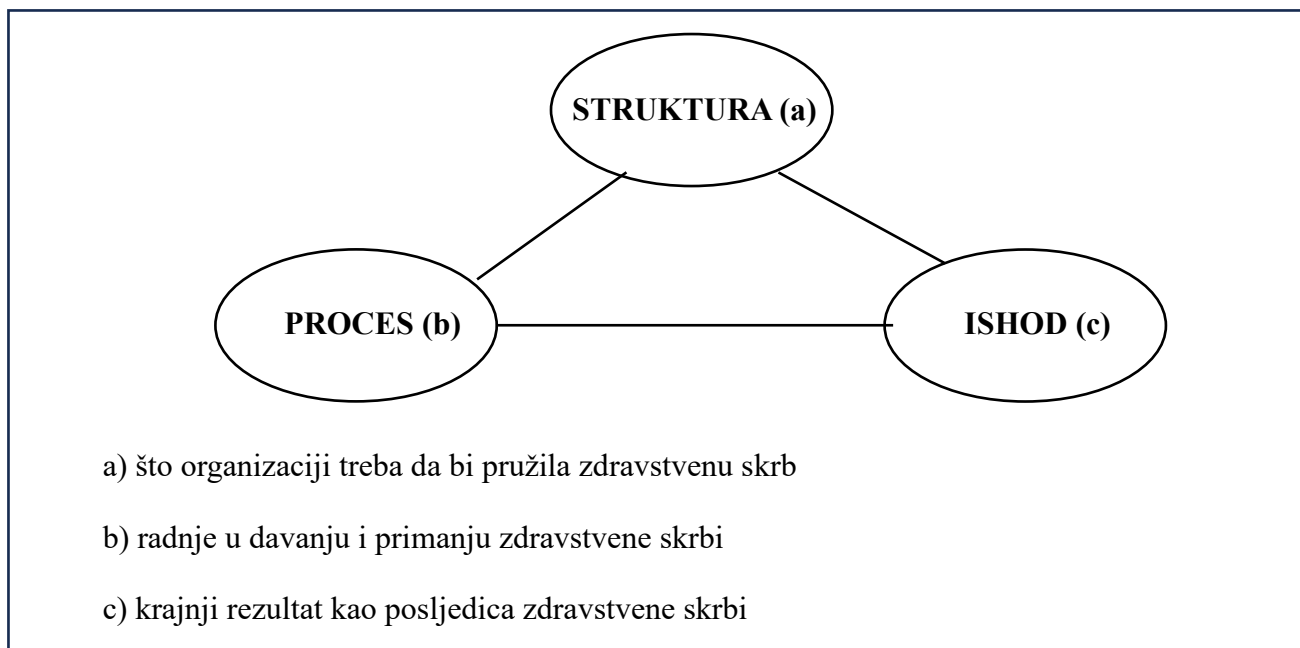 STRUKTURA (a)
PROCES (b)
ISHOD (c)
a) što organizaciji treba da bi pružila zdravstvenu skrb
b) radnje u davanju i primanju zdravstvene skrbi
c) krajnji rezultat kao posljedica zdravstvene skrbi